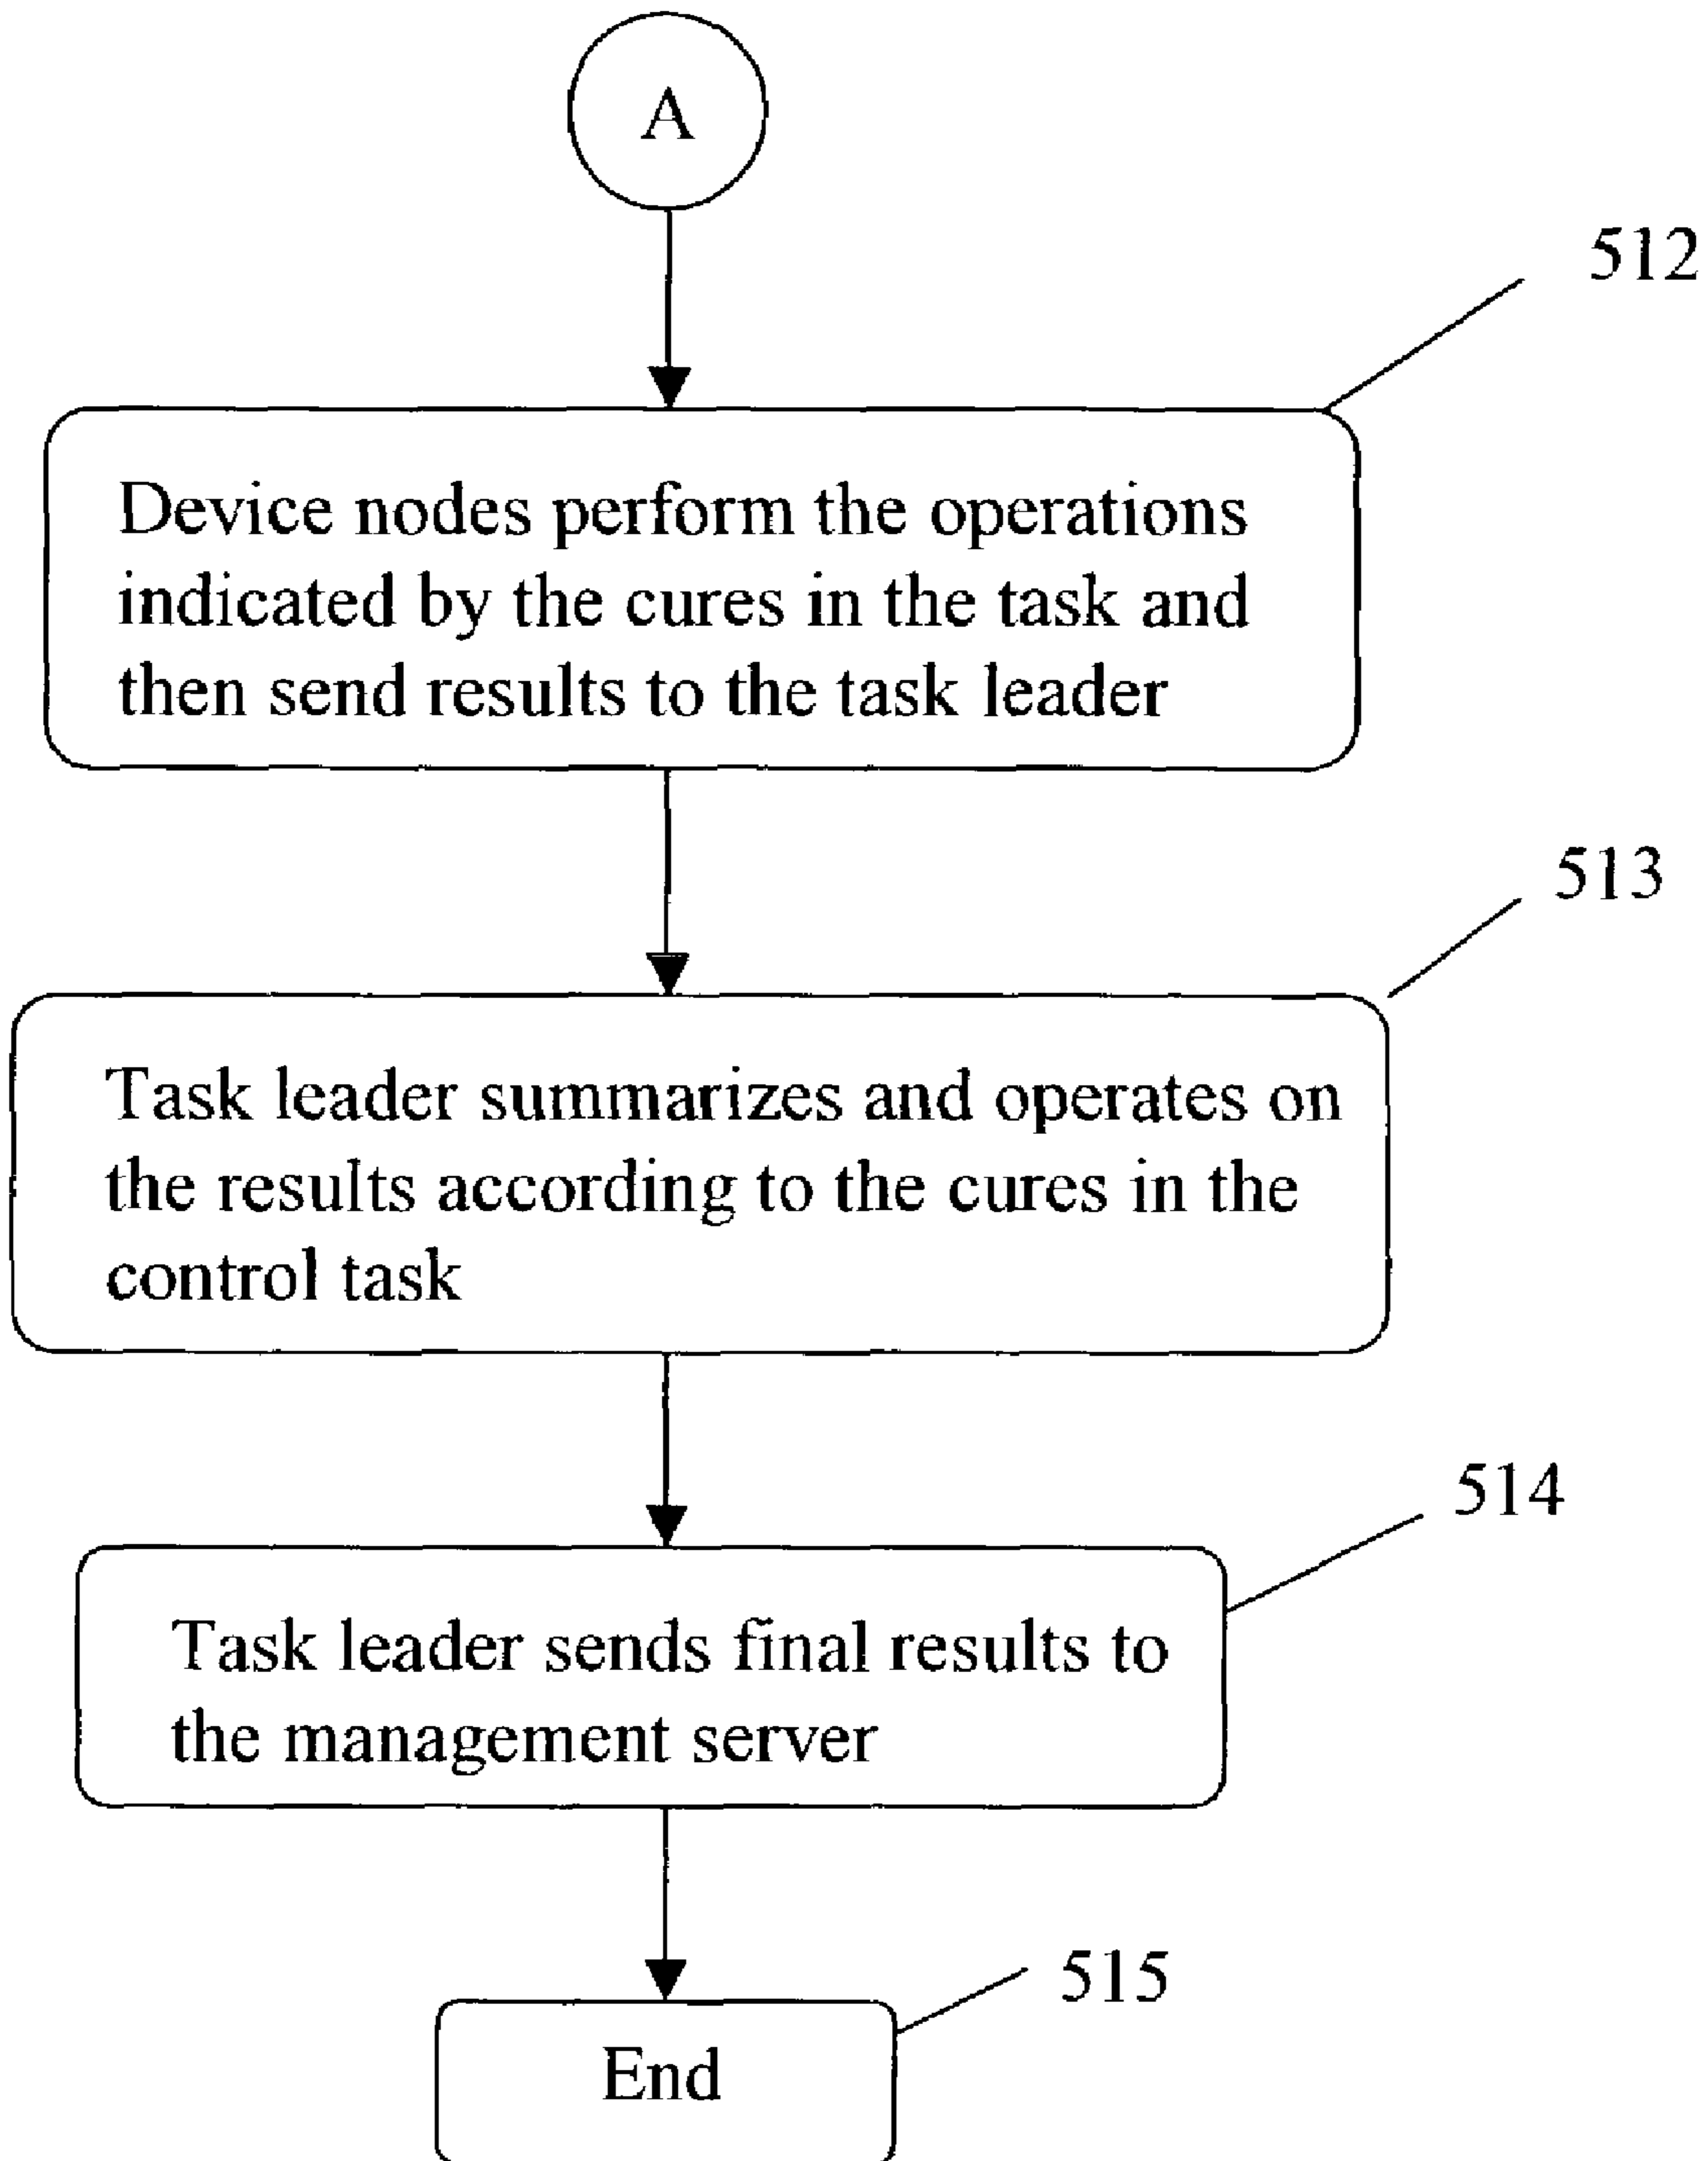 A
512
Device nodes perform the operations
indicated by the cures in the task and
then send results to the task leader
513
Task leader summarizes and operates on
the results according to the cures in the
control task
514
Task leader sends final results to
the management server
515
End